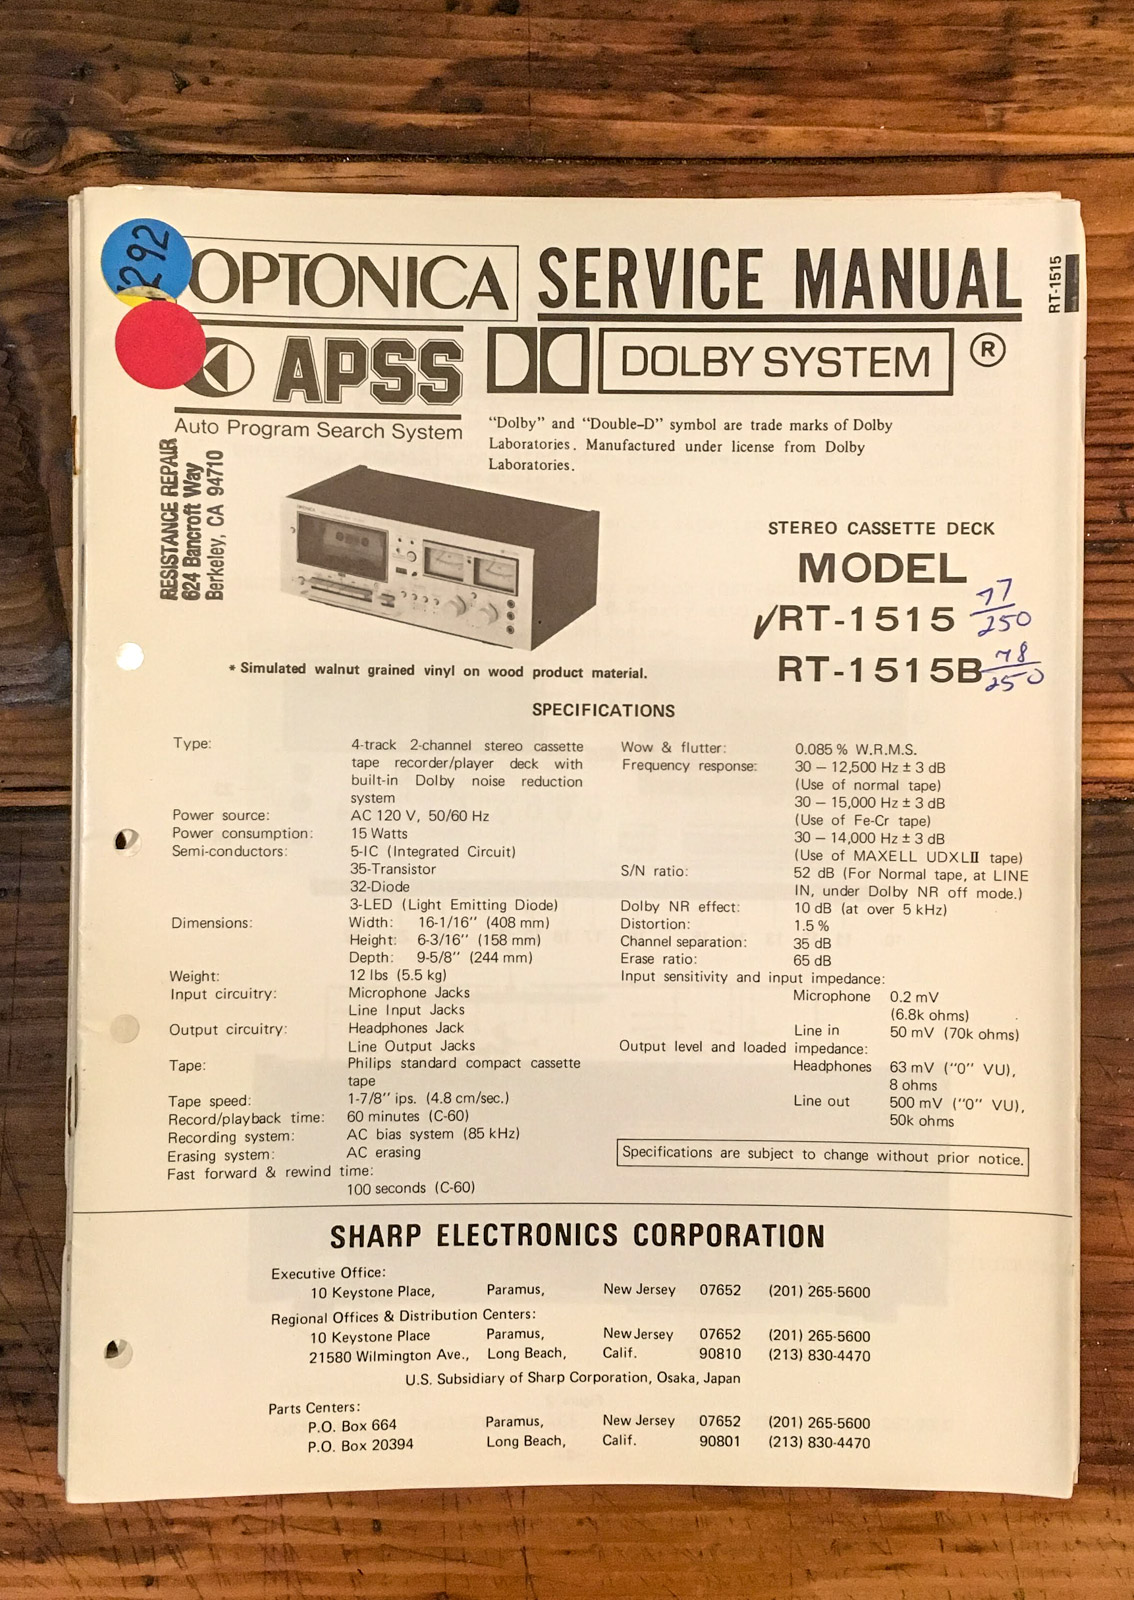 292
OPTONICA
SERVICE MANUAL
RT-1515
APSS
DOLBY SYSTEM ®
Auto Program Search System
"Dolby" and "Double-D" symbol are trade marks of Dolby
Laboratories. Manufactured under license from Dolby
Laboratories.
RESISTANCE REPAIR
624 Bancroft Way
Berkeley, CA 94710
STEREO CASSETTE DECK
MODEL
✓RT-1515 77/250
RT-1515B 78/250
* Simulated walnut grained vinyl on wood product material.
SPECIFICATIONS
Type: 4-track 2-channel stereo cassette
tape recorder/player deck with
built-in Dolby noise reduction
system
Power source: AC 120 V, 50/60 Hz
Power consumption: 15 Watts
Semi-conductors: 5-IC (Integrated Circuit)
35-Transistor
32-Diode
3-LED (Light Emitting Diode)
Dimensions: Width: 16-1/16" (408 mm)
Height: 6-3/16" (158 mm)
Depth: 9-5/8" (244 mm)
Weight: 12 lbs (5.5 kg)
Input circuitry: Microphone Jacks
Line Input Jacks
Output circuitry: Headphones Jack
Line Output Jacks
Tape: Philips standard compact cassette
tape
Tape speed: 1-7/8" ips. (4.8 cm/sec.)
Record/playback time: 60 minutes (C-60)
Recording system: AC bias system (85 kHz)
Erasing system: AC erasing
Fast forward & rewind time:
100 seconds (C-60)
Wow & flutter: 0.085 % W.R.M.S.
Frequency response: 30 – 12,500 Hz ± 3 dB
(Use of normal tape)
30 – 15,000 Hz ± 3 dB
(Use of Fe-Cr tape)
30 – 14,000 Hz ± 3 dB
(Use of MAXELL UDXLII tape)
S/N ratio: 52 dB (For Normal tape, at LINE
IN, under Dolby NR off mode.)
Dolby NR effect: 10 dB (at over 5 kHz)
Distortion: 1.5 %
Channel separation: 35 dB
Erase ratio: 65 dB
Input sensitivity and input impedance:
Microphone 0.2 mV
(6.8k ohms)
Line in 50 mV (70k ohms)
Output level and loaded impedance:
Headphones 63 mV ("0" VU),
8 ohms
Line out 500 mV ("0" VU),
50k ohms
Specifications are subject to change without prior notice.
SHARP ELECTRONICS CORPORATION
Executive Office:
10 Keystone Place, Paramus, New Jersey 07652 (201) 265-5600
Regional Offices & Distribution Centers:
10 Keystone Place Paramus, New Jersey 07652 (201) 265-5600
21580 Wilmington Ave., Long Beach, Calif. 90810 (213) 830-4470
U.S. Subsidiary of Sharp Corporation, Osaka, Japan
Parts Centers:
P.O. Box 664 Paramus, New Jersey 07652 (201) 265-5600
P.O. Box 20394 Long Beach, Calif. 90801 (213) 830-4470